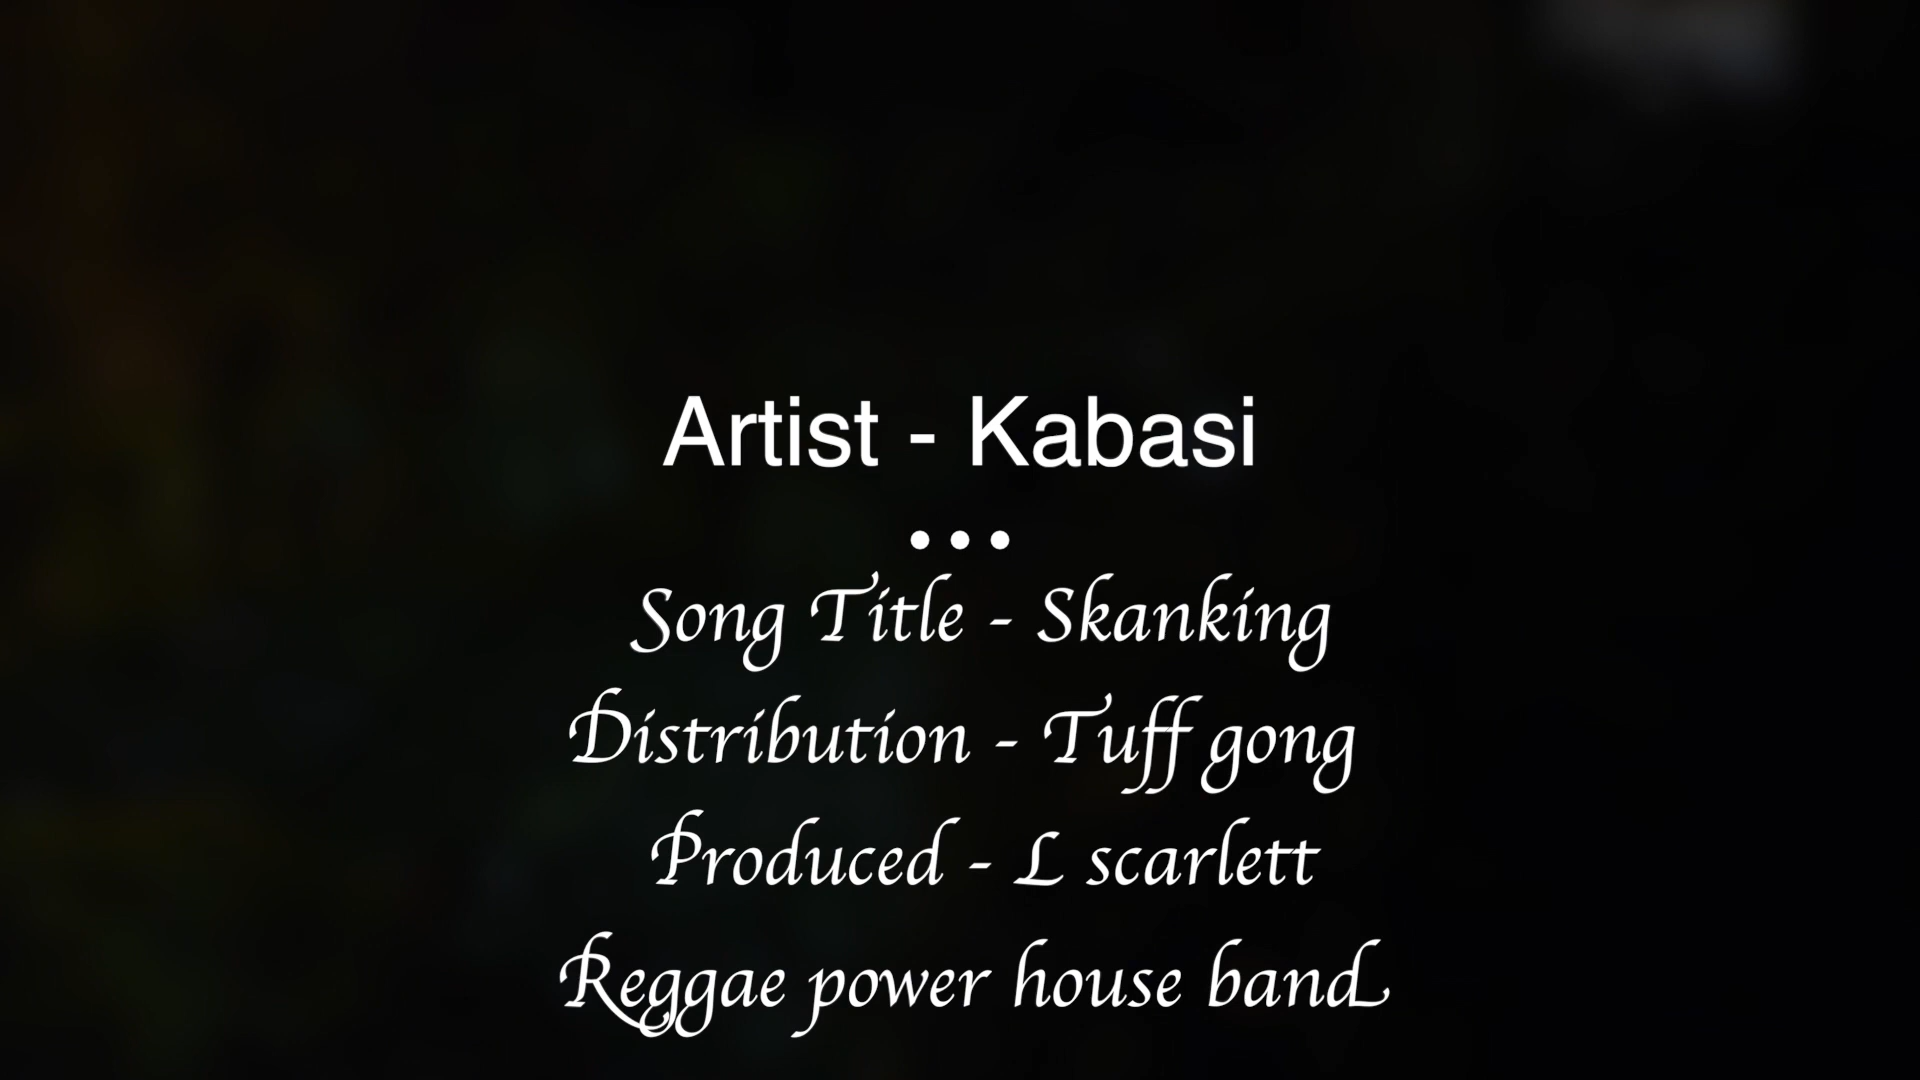 Artist - Kabasi
...
Song Title - Skanking
Distribution - Tuff gong
Produced - L scarlett
Reggae power house band